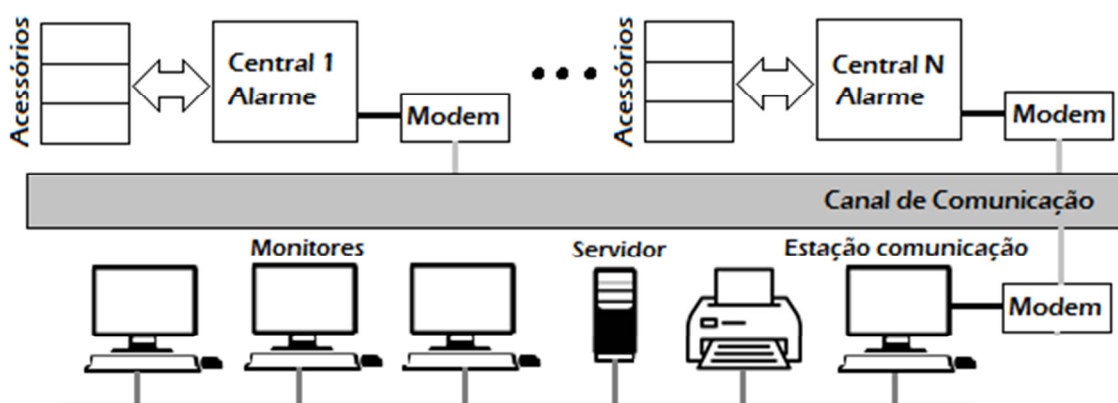 Acessórios
Central 1
Alarme
Modem
Acessórios
Central N
Alarme
Modem
Canal de Comunicação
Monitores
Servidor
Estação comunicação
Modem